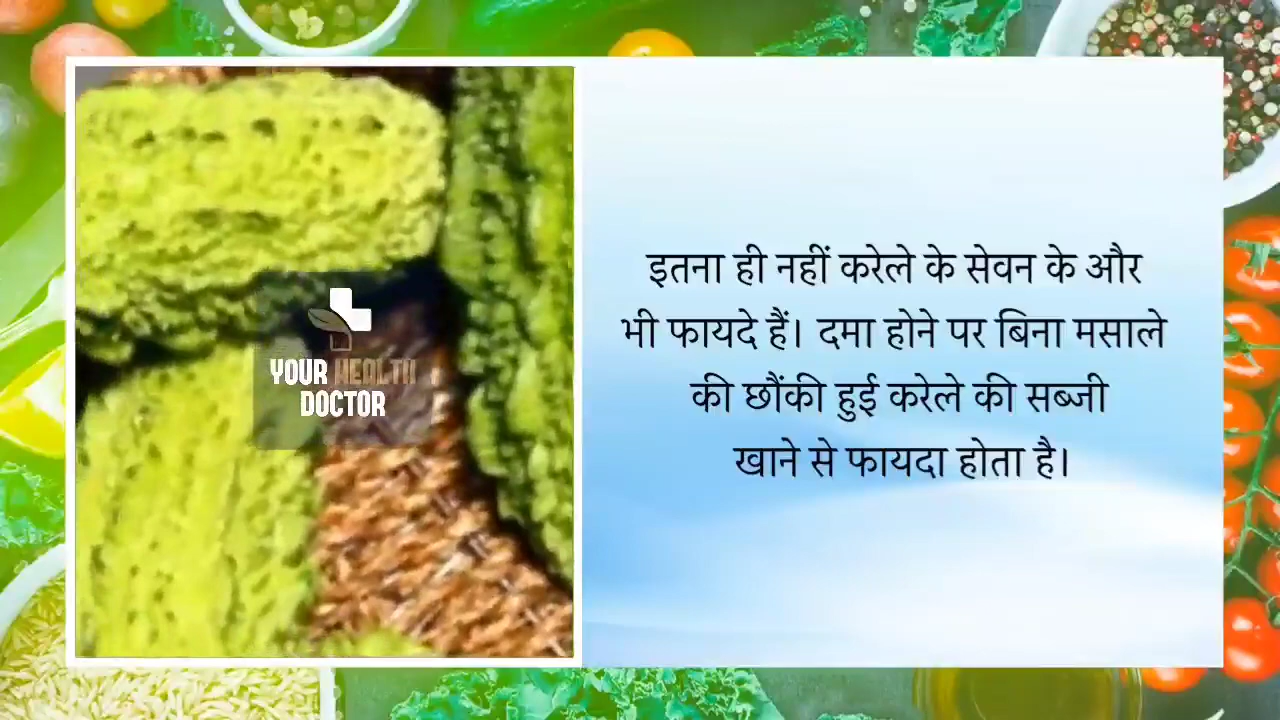 YOUR HEALTH
DOCTOR
इतना ही नहीं करेले के सेवन के और
भी फायदे हैं। दमा होने पर बिना मसाले
की छौंकी हुई करेले की सब्जी
खाने से फायदा होता है।